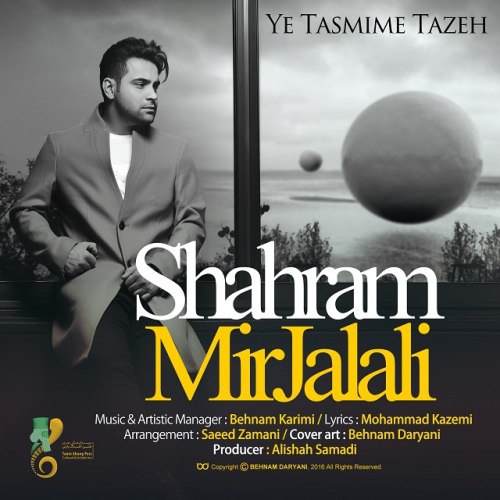 YE TASMIME TAZEH
Shahram
MirJalali
Music & Artistic Manager : Behnam Karimi / Lyrics : Mohammad Kazemi
Arrangement : Saeed Zamani / Cover art : Behnam Daryani
Producer : Alishah Samadi
Copyright © BEHNAM DARYANI, 2016 All Rights Reserved.